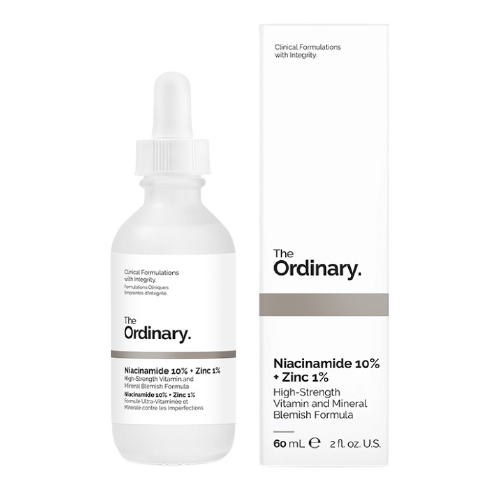 Clinical Formulations
with Integrity.
Formulations Cliniques
Empreintes d'intégrité.
The
Ordinary.
Niacinamide 10% + Zinc 1%
High-Strength Vitamin and
Mineral Blemish Formula
Niacinamide 10% + Zinc 1%
Formule Ultra-Vitaminée et
Minérale contre les Imperfections
Clinical Formulations
with Integrity.
The
Ordinary.
Niacinamide 10%
+ Zinc 1%
High-Strength
Vitamin and Mineral
Blemish Formula
60 mL ℮ 2 fl. oz. U.S.